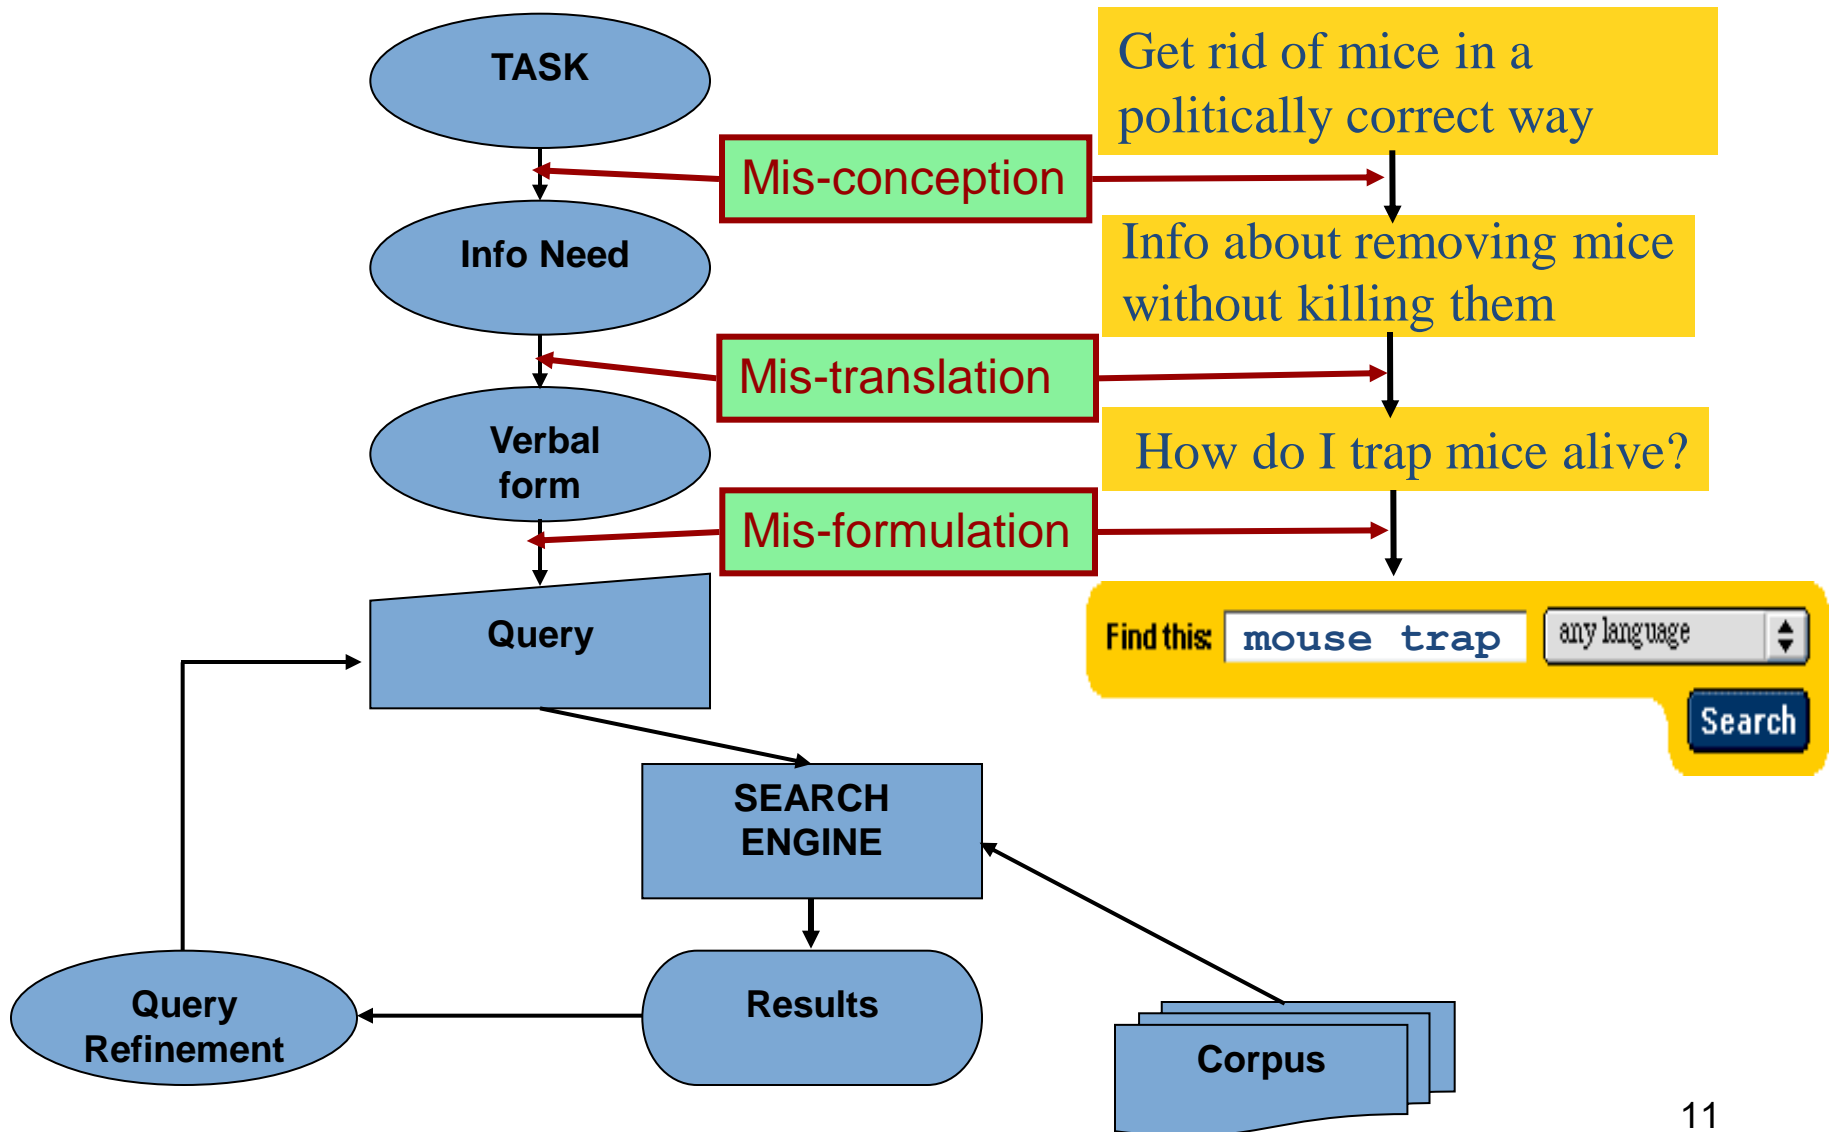 TASK
Get rid of mice in a
politically correct way
Mis-conception
Info Need
Info about removing mice
without killing them
Mis-translation
Verbal
form
How do I trap mice alive?
Mis-formulation
Query
Find this: mouse trap any language
Search
SEARCH
ENGINE
Query
Refinement
Results
Corpus
11